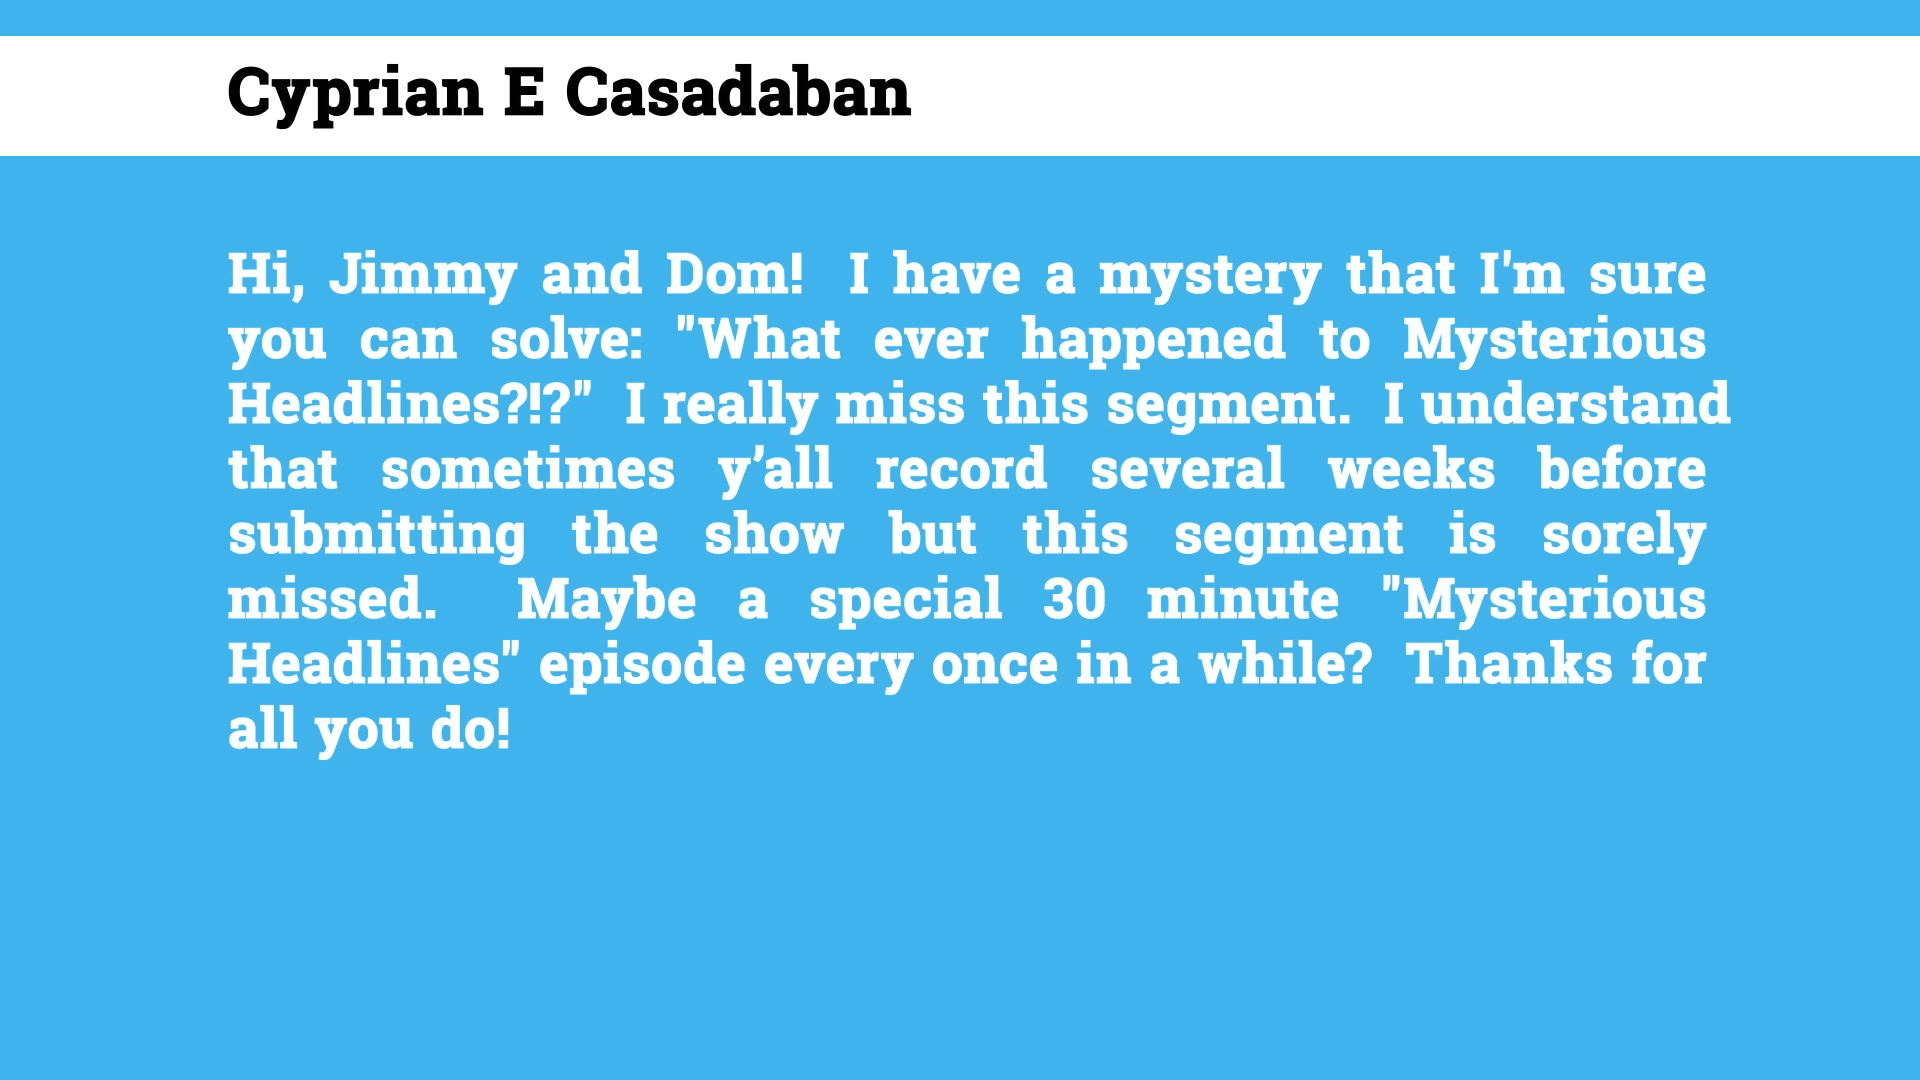 Cyprian E Casadaban
Hi, Jimmy and Dom!  I have a mystery that I'm sure
you can solve: "What ever happened to Mysterious
Headlines?!?"  I really miss this segment.  I understand
that sometimes y’all record several weeks before
submitting the show but this segment is sorely
missed.  Maybe a special 30 minute "Mysterious
Headlines" episode every once in a while?  Thanks for
all you do!